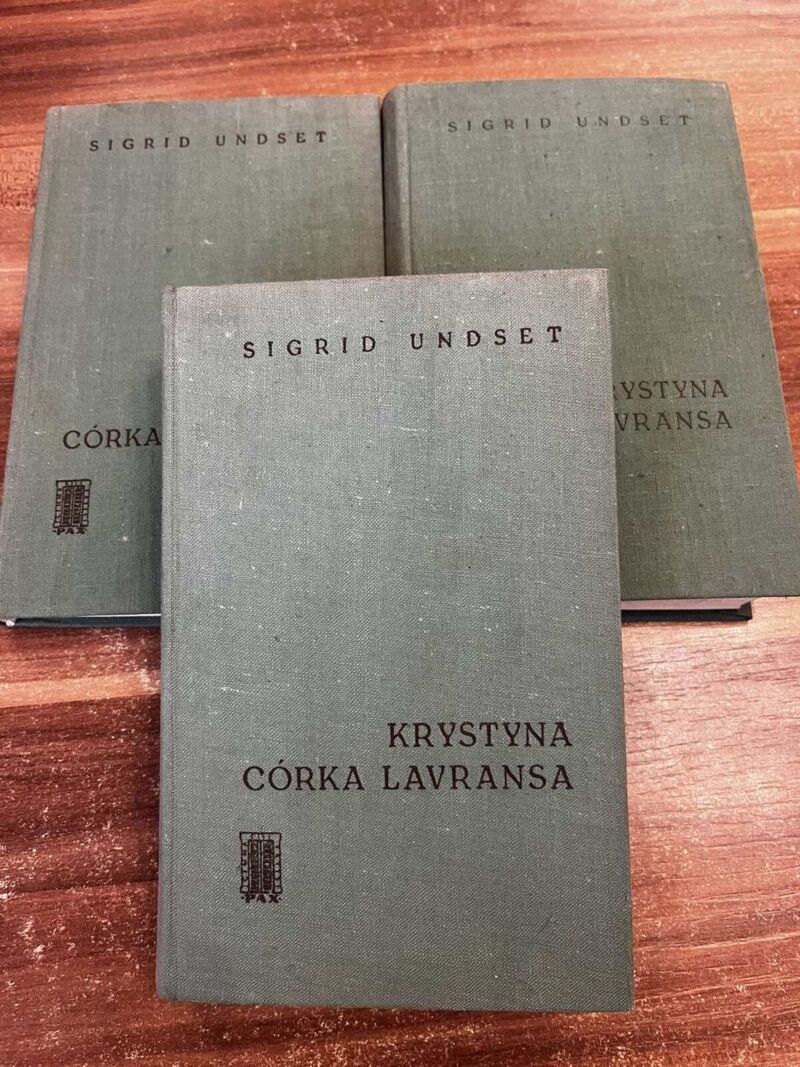 SIGRID UNDSET
CÓRKA
PAX
SIGRID UNDSET
RYSTYNA
VRANSA
SIGRID UNDSET
KRYSTYNA
CÓRKA LAVRANSA
PAX